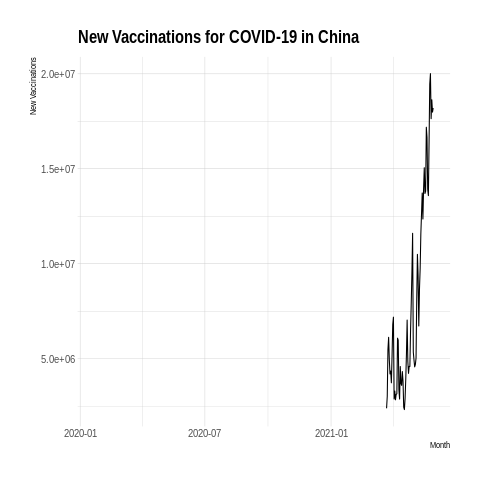 New Vaccinations for COVID-19 in China
New Vaccinations
2.0e+07
1.5e+07
1.0e+07
5.0e+06
2020-01
2020-07
2021-01
Month